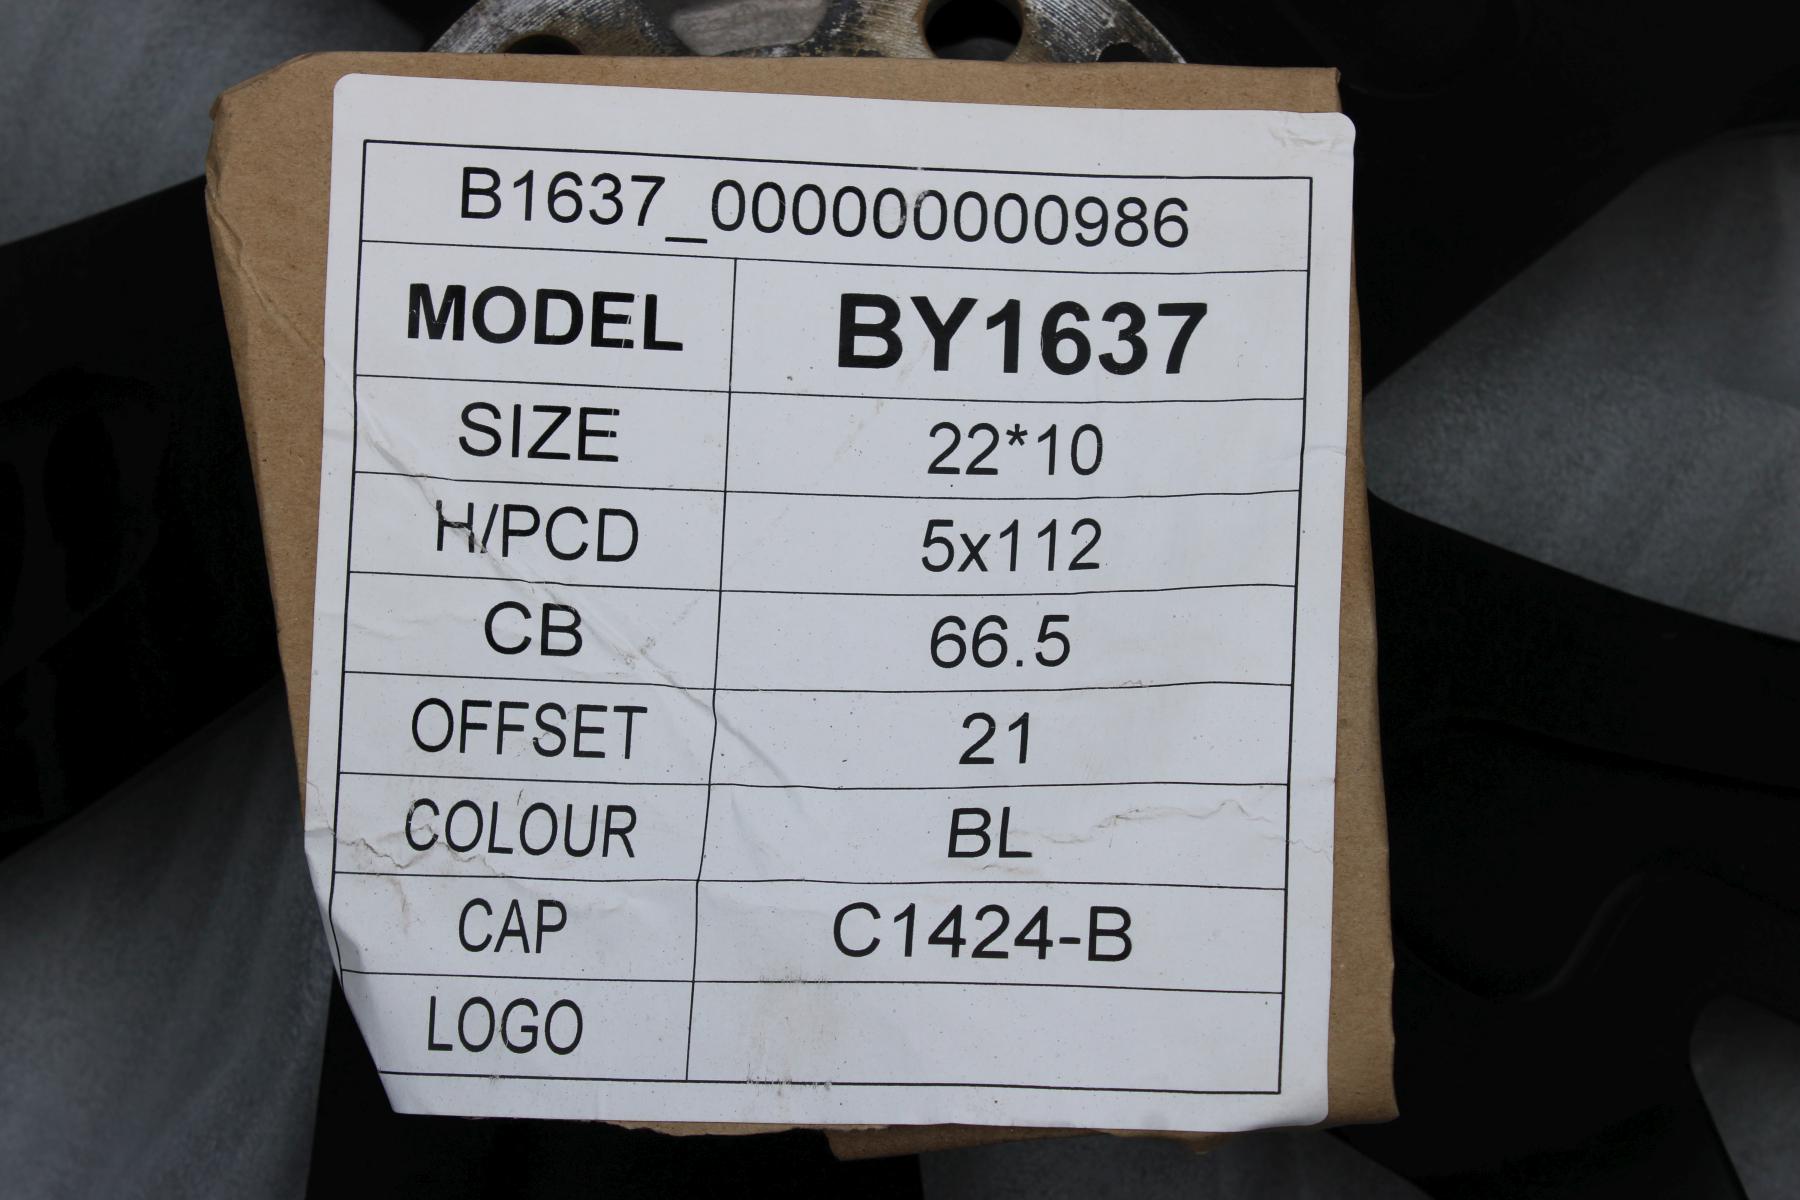 B1637_000000000986
MODEL BY1637
SIZE 22*10
H/PCD 5x112
CB 66.5
OFFSET 21
COLOUR BL
CAP C1424-B
LOGO